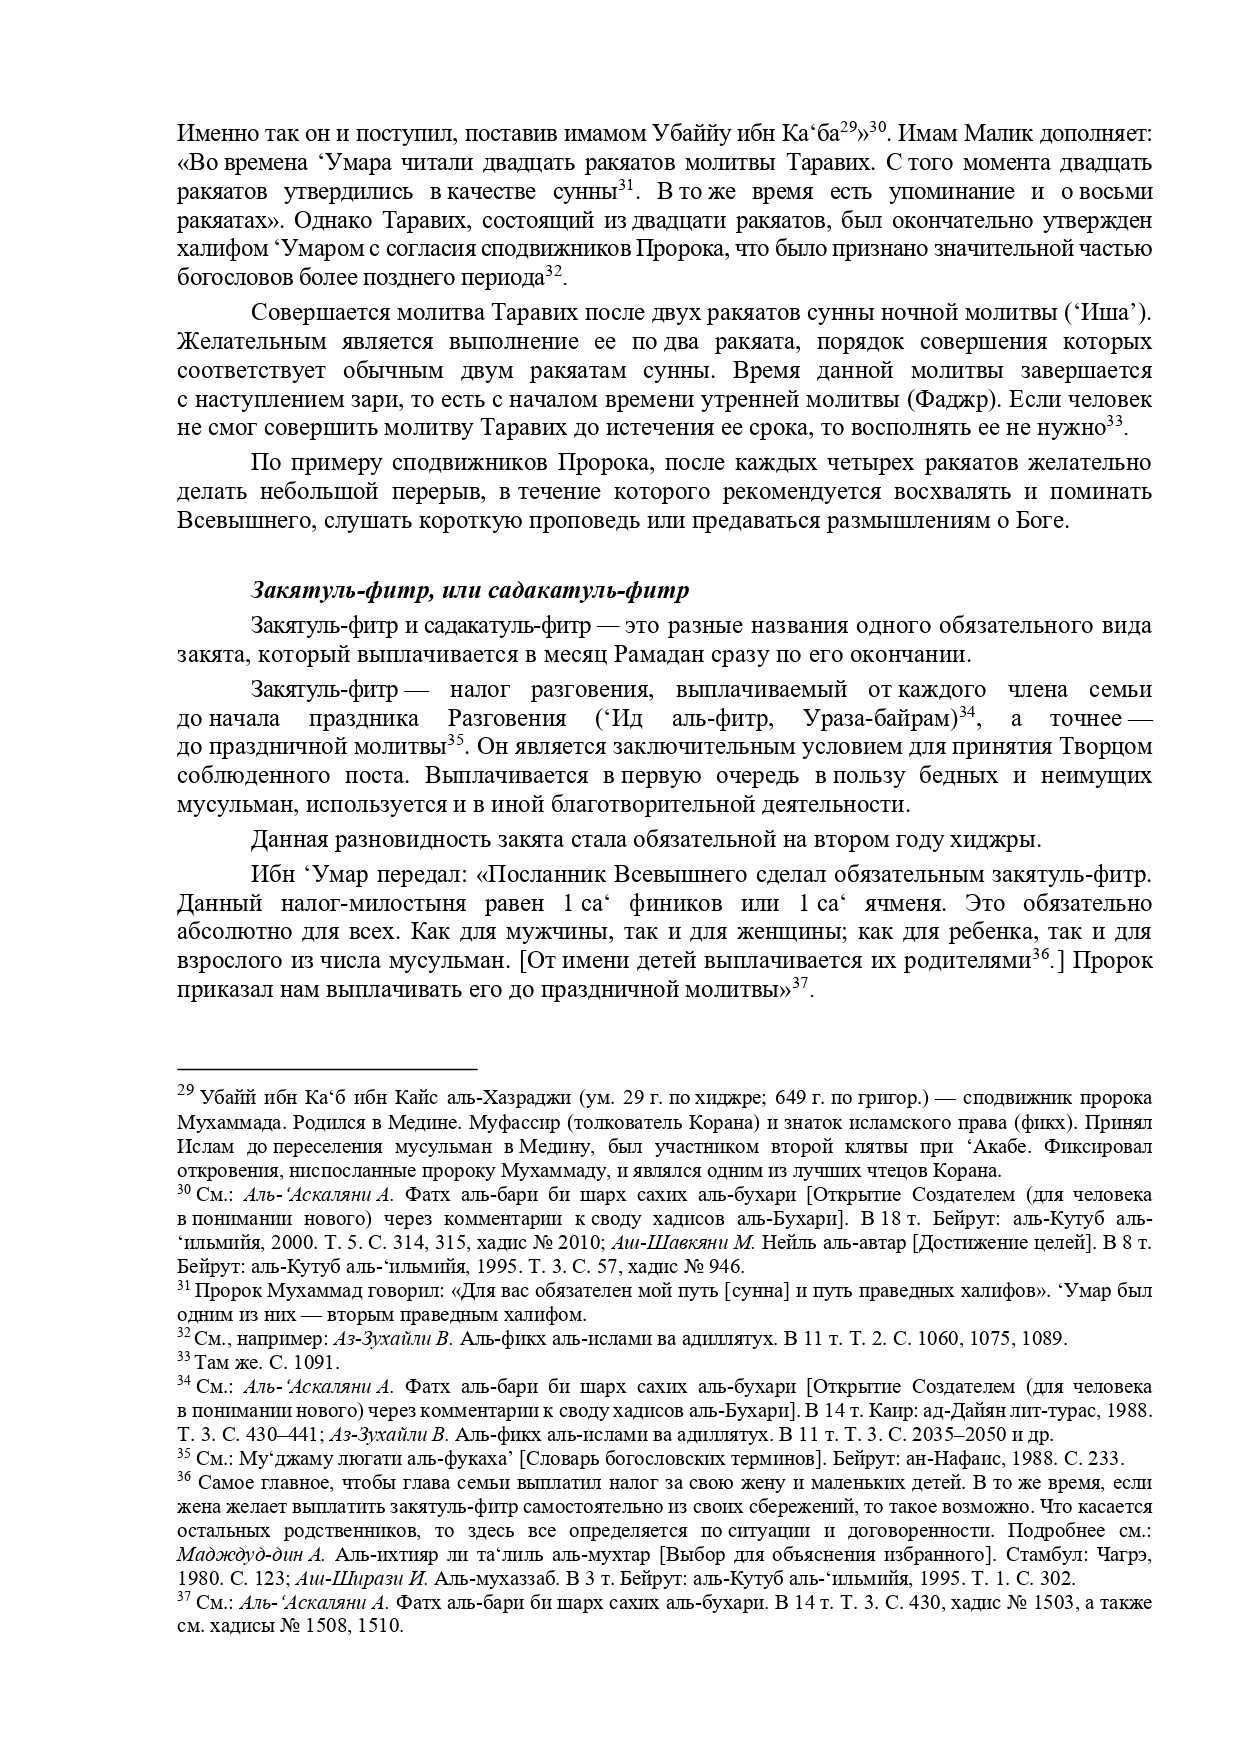 Именно так он и поступил, поставив имамом Убаййу ибн Ка‘ба29»30. Имам Малик дополняет:
«Во времена ‘Умара читали двадцать ракяатов молитвы Таравих. С того момента двадцать
ракяатов утвердились в качестве сунны31. В то же время есть упоминание и о восьми
ракяатах». Однако Таравих, состоящий из двадцати ракяатов, был окончательно утвержден
халифом ‘Умаром с согласия сподвижников Пророка, что было признано значительной частью
богословов более позднего периода32.
Совершается молитва Таравих после двух ракяатов сунны ночной молитвы (‘Иша’).
Желательным является выполнение ее по два ракяата, порядок совершения которых
соответствует обычным двум ракяатам сунны. Время данной молитвы завершается
с наступлением зари, то есть с началом времени утренней молитвы (Фаджр). Если человек
не смог совершить молитву Таравих до истечения ее срока, то восполнять ее не нужно33.
По примеру сподвижников Пророка, после каждых четырех ракяатов желательно
делать небольшой перерыв, в течение которого рекомендуется восхвалять и поминать
Всевышнего, слушать короткую проповедь или предаваться размышлениям о Боге.
Закятуль-фитр, или садакатуль-фитр
Закятуль-фитр и садакатуль-фитр — это разные названия одного обязательного вида
закята, который выплачивается в месяц Рамадан сразу по его окончании.
Закятуль-фитр — налог разговения, выплачиваемый от каждого члена семьи
до начала праздника Разговения (‘Ид аль-фитр, Ураза-байрам)34, а точнее —
до праздничной молитвы35. Он является заключительным условием для принятия Творцом
соблюденного поста. Выплачивается в первую очередь в пользу бедных и неимущих
мусульман, используется и в иной благотворительной деятельности.
Данная разновидность закята стала обязательной на втором году хиджры.
Ибн ‘Умар передал: «Посланник Всевышнего сделал обязательным закятуль-фитр.
Данный налог-милостыня равен 1 са‘ фиников или 1 са‘ ячменя. Это обязательно
абсолютно для всех. Как для мужчины, так и для женщины; как для ребенка, так и для
взрослого из числа мусульман. [От имени детей выплачивается их родителями36.] Пророк
приказал нам выплачивать его до праздничной молитвы»37.
29 Убайй ибн Ка‘б ибн Кайс аль-Хазраджи (ум. 29 г. по хиджре; 649 г. по григор.) — сподвижник пророка
Мухаммада. Родился в Медине. Муфассир (толкователь Корана) и знаток исламского права (фикх). Принял
Ислам до переселения мусульман в Медину, был участником второй клятвы при ‘Акабе. Фиксировал
откровения, ниспосланные пророку Мухаммаду, и являлся одним из лучших чтецов Корана.
30 См.: Аль-‘Аскаляни А. Фатх аль-бари би шарх сахих аль-бухари [Открытие Создателем (для человека
в понимании нового) через комментарии к своду хадисов аль-Бухари]. В 18 т. Бейрут: аль-Кутуб аль-
‘ильмийя, 2000. Т. 5. С. 314, 315, хадис № 2010; Аш-Шавкяни М. Нейль аль-автар [Достижение целей]. В 8 т.
Бейрут: аль-Кутуб аль-‘ильмийя, 1995. Т. 3. С. 57, хадис № 946.
31 Пророк Мухаммад говорил: «Для вас обязателен мой путь [сунна] и путь праведных халифов». ‘Умар был
одним из них — вторым праведным халифом.
32 См., например: Аз-Зухайли В. Аль-фикх аль-ислами ва адиллятух. В 11 т. Т. 2. С. 1060, 1075, 1089.
33 Там же. С. 1091.
34 См.: Аль-‘Аскаляни А. Фатх аль-бари би шарх сахих аль-бухари [Открытие Создателем (для человека
в понимании нового) через комментарии к своду хадисов аль-Бухари]. В 14 т. Каир: ад-Дайян лит-турас, 1988.
Т. 3. С. 430–441; Аз-Зухайли В. Аль-фикх аль-ислами ва адиллятух. В 11 т. Т. 3. С. 2035–2050 и др.
35 См.: Му‘джаму люгати аль-фукаха’ [Словарь богословских терминов]. Бейрут: ан-Нафаис, 1988. С. 233.
36 Самое главное, чтобы глава семьи выплатил налог за свою жену и маленьких детей. В то же время, если
жена желает выплатить закятуль-фитр самостоятельно из своих сбережений, то такое возможно. Что касается
остальных родственников, то здесь все определяется по ситуации и договоренности. Подробнее см.:
Мадждуд-дин А. Аль-ихтияр ли та‘лиль аль-мухтар [Выбор для объяснения избранного]. Стамбул: Чагрэ,
1980. С. 123; Аш-Ширази И. Аль-мухаззаб. В 3 т. Бейрут: аль-Кутуб аль-‘ильмийя, 1995. Т. 1. С. 302.
37 См.: Аль-‘Аскаляни А. Фатх аль-бари би шарх сахих аль-бухари. В 14 т. Т. 3. С. 430, хадис № 1503, а также
см. хадисы № 1508, 1510.